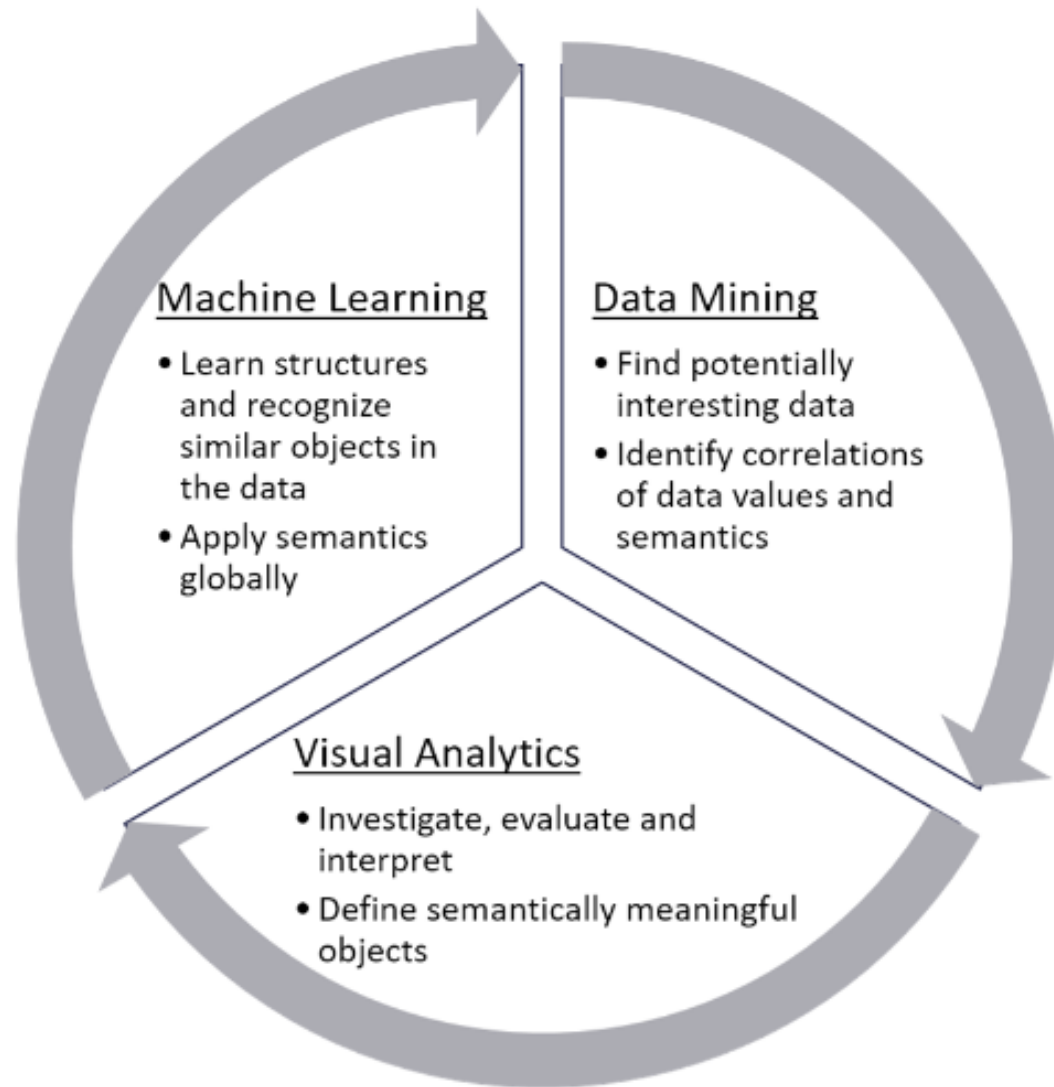 Machine Learning
• Learn structures
and recognize
similar objects in
the data
• Apply semantics
globally
Data Mining
• Find potentially
interesting data
• Identify correlations
of data values and
semantics
Visual Analytics
• Investigate, evaluate and
interpret
• Define semantically meaningful
objects